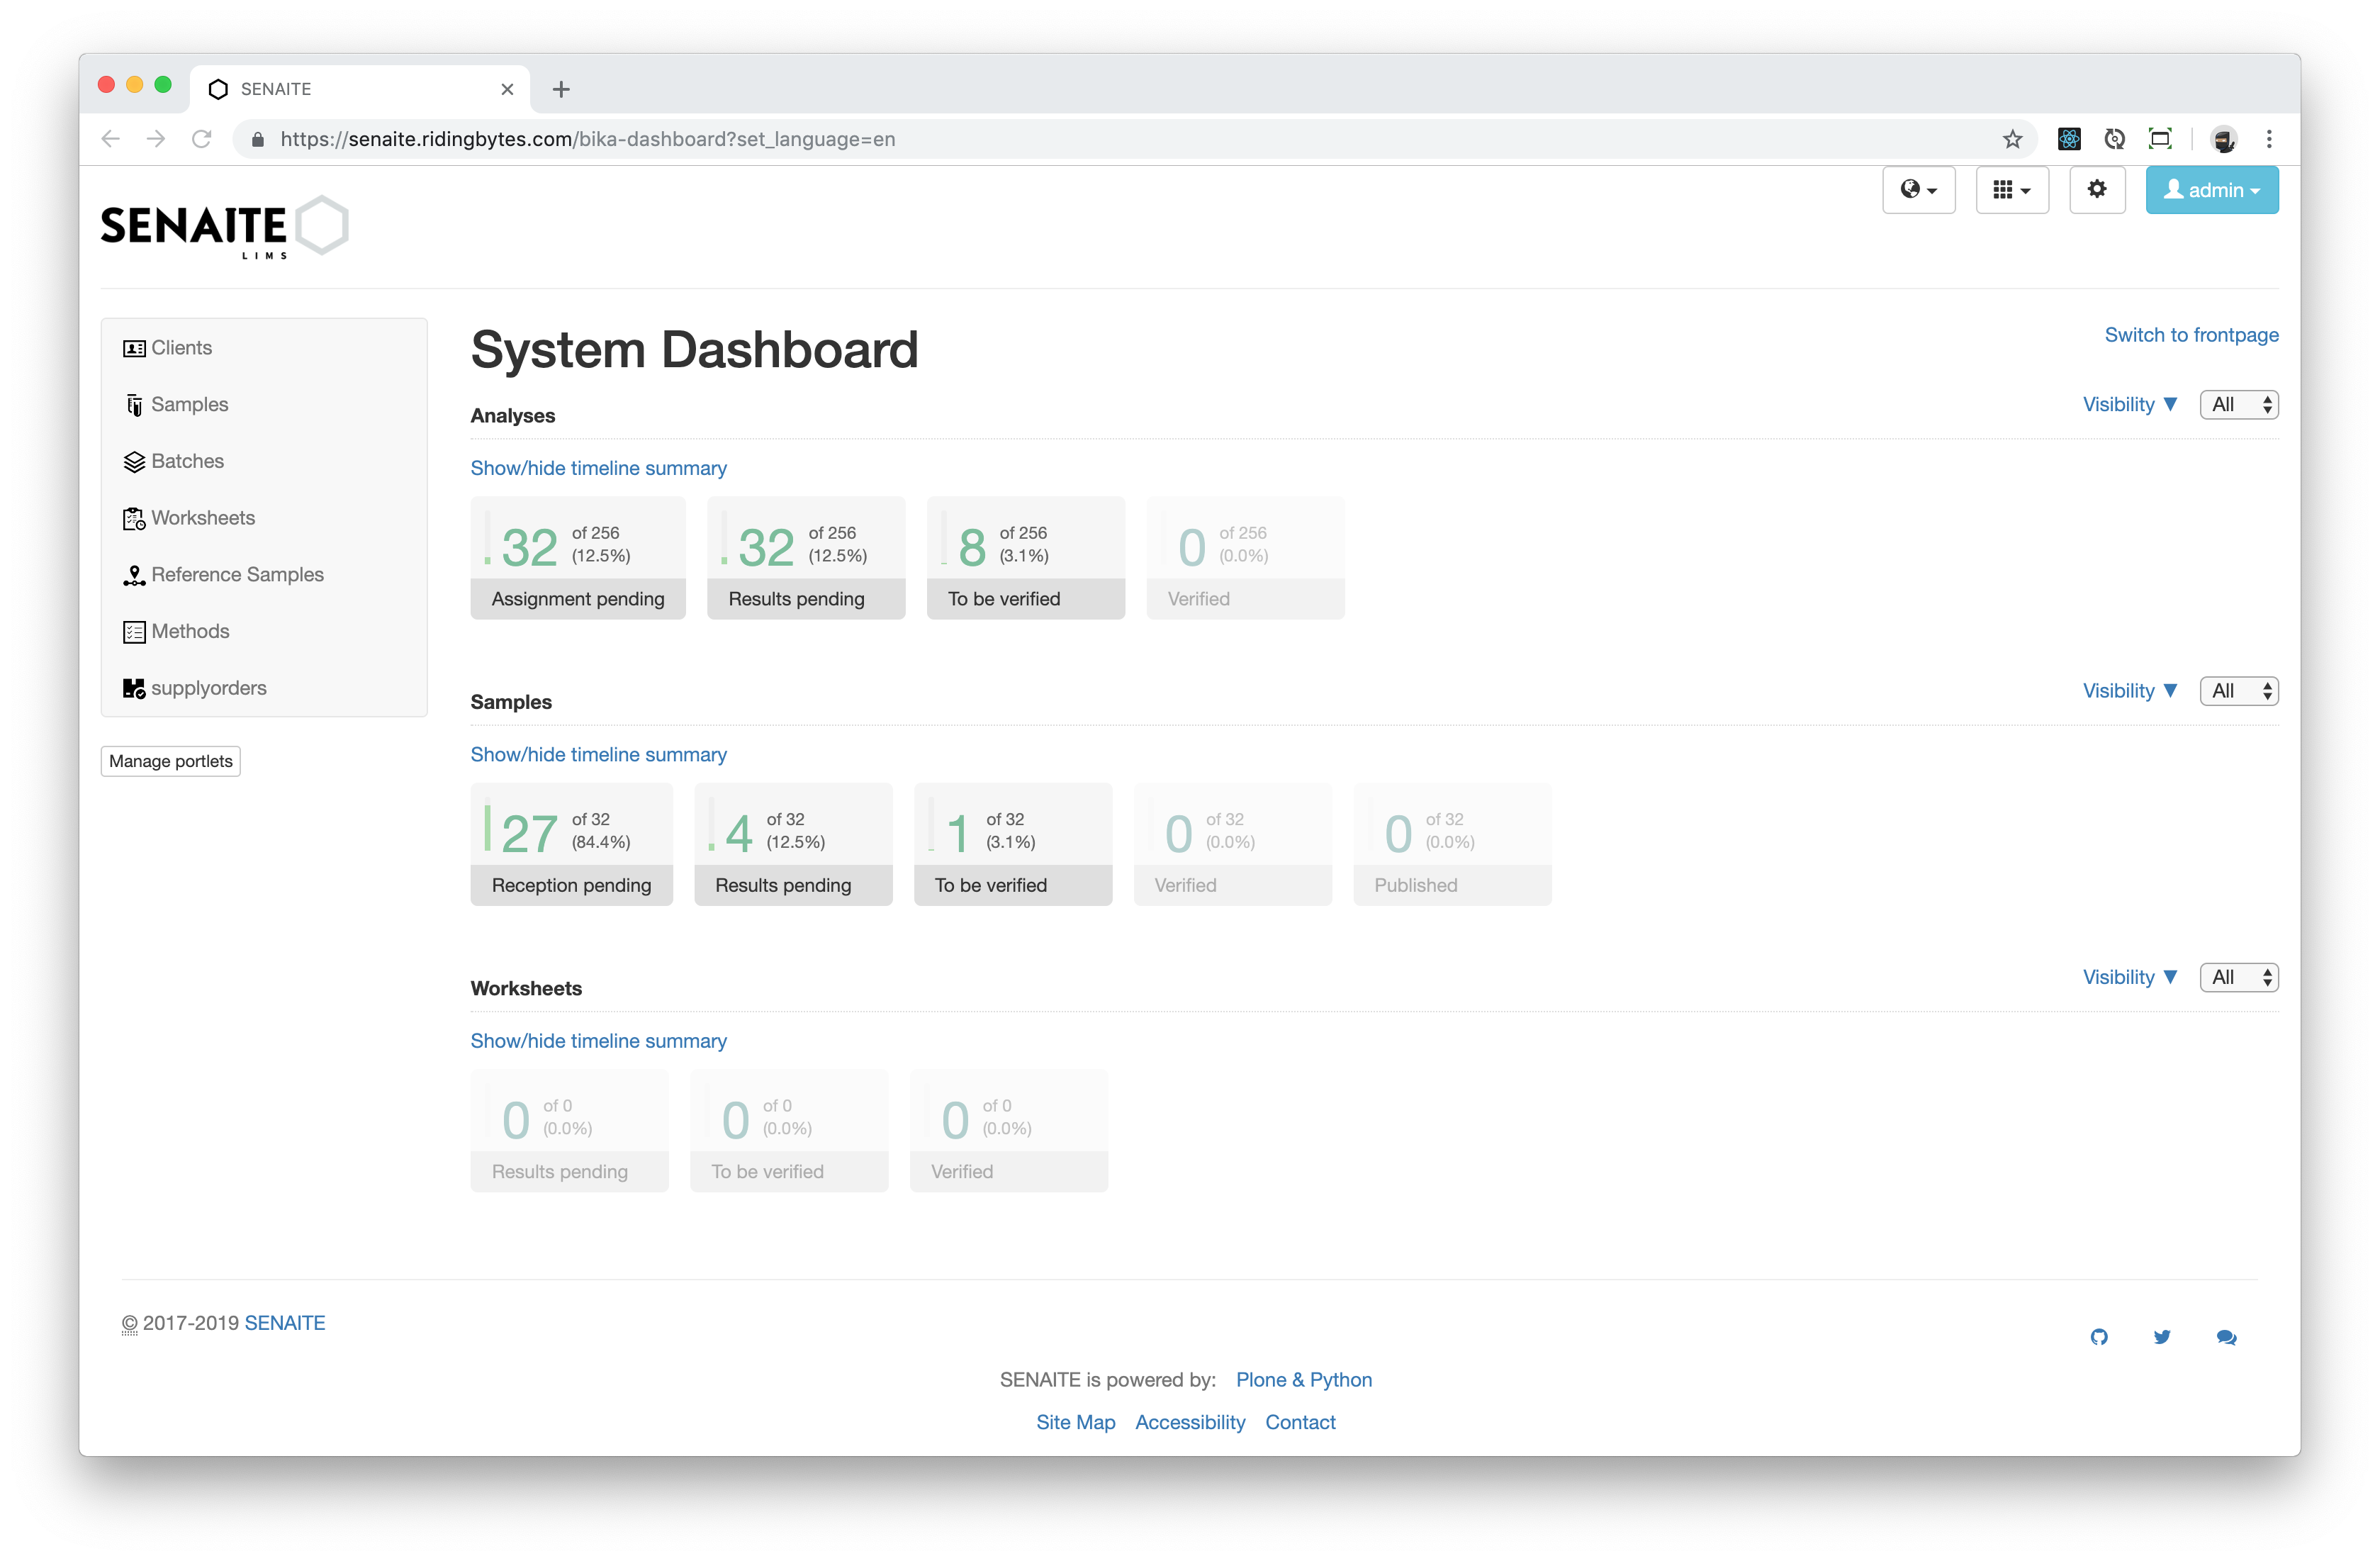 SENAITE
https://senaite.ridingbytes.com/bika-dashboard?set_language=en
SENAITE
LIMS
admin
Clients
Samples
Batches
Worksheets
Reference Samples
Methods
supplyorders
Manage portlets
System Dashboard
Switch to frontpage
Analyses
Visibility ▼
All
Show/hide timeline summary
32 of 256 (12.5%)
Assignment pending
32 of 256 (12.5%)
Results pending
8 of 256 (3.1%)
To be verified
0 of 256 (0.0%)
Verified
Samples
Visibility ▼
All
Show/hide timeline summary
27 of 32 (84.4%)
Reception pending
4 of 32 (12.5%)
Results pending
1 of 32 (3.1%)
To be verified
0 of 32 (0.0%)
Verified
0 of 32 (0.0%)
Published
Worksheets
Visibility ▼
All
Show/hide timeline summary
0 of 0 (0.0%)
Results pending
0 of 0 (0.0%)
To be verified
0 of 0 (0.0%)
Verified
© 2017-2019 SENAITE
SENAITE is powered by: Plone & Python
Site Map Accessibility Contact